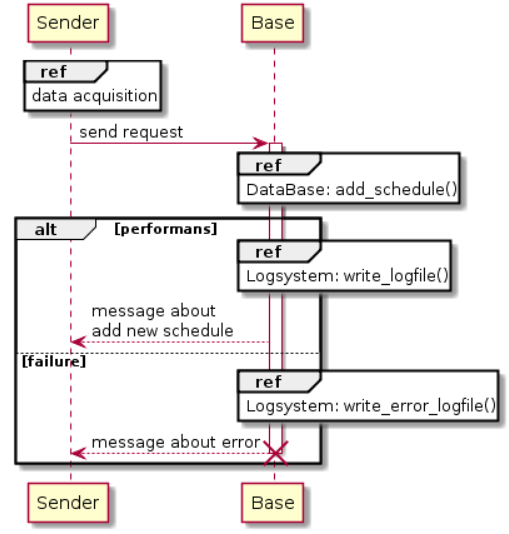 Sender Base
ref
data acquisition
send request
ref
DataBase: add_schedule()
alt [performans]
ref
Logsystem: write_logfile()
message about
add new schedule
[failure]
ref
Logsystem: write_error_logfile()
message about error
Sender Base